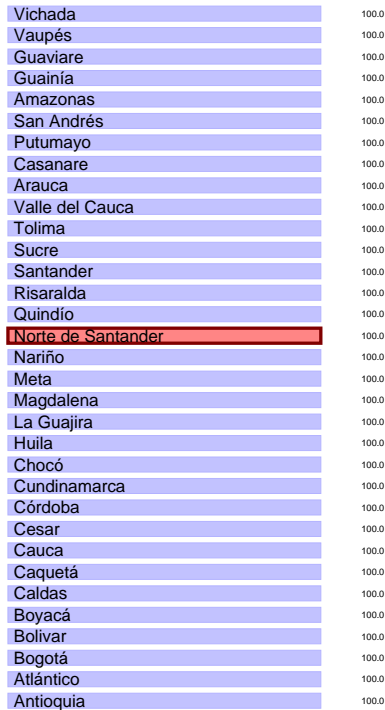 Vichada 100.0
Vaupés 100.0
Guaviare 100.0
Guainía 100.0
Amazonas 100.0
San Andrés 100.0
Putumayo 100.0
Casanare 100.0
Arauca 100.0
Valle del Cauca 100.0
Tolima 100.0
Sucre 100.0
Santander 100.0
Risaralda 100.0
Quindío 100.0
Norte de Santander 100.0
Nariño 100.0
Meta 100.0
Magdalena 100.0
La Guajira 100.0
Huila 100.0
Chocó 100.0
Cundinamarca 100.0
Córdoba 100.0
Cesar 100.0
Cauca 100.0
Caquetá 100.0
Caldas 100.0
Boyacá 100.0
Bolivar 100.0
Bogotá 100.0
Atlántico 100.0
Antioquia 100.0